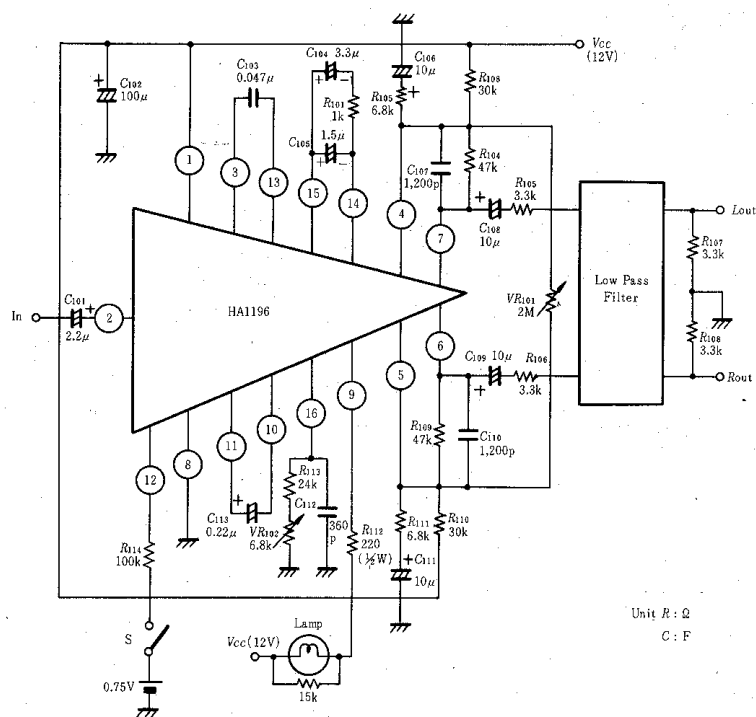 C104 3.3μ
C106
10μ
Vcc
(12V)
C103
0.047μ
+
C102
100μ
+
−
R101
1k
R105
6.8k
+
R108
30k
C105
1.5μ
+
−
C107
1,200p
R104
47k
1
3
13
15
14
4
7
+
C108
10μ
R105
3.3k
Lout
R107
3.3k
Low Pass
Filter
VR101
2M
In
C101
+
2.2μ
2
HA1196
6
R108
3.3k
C109
10μ
+
R106
3.3k
Rout
5
9
16
10
11
8
12
R109
47k
C110
1,200p
R113
24k
C112
360
p
C113
0.22μ
+
VR102
6.8k
R112
220
(½W)
R111
6.8k
R110
30k
+
C111
10μ
R114
100k
S
0.75V
Vcc(12V)
Lamp
15k
Unit R : Ω
C : F